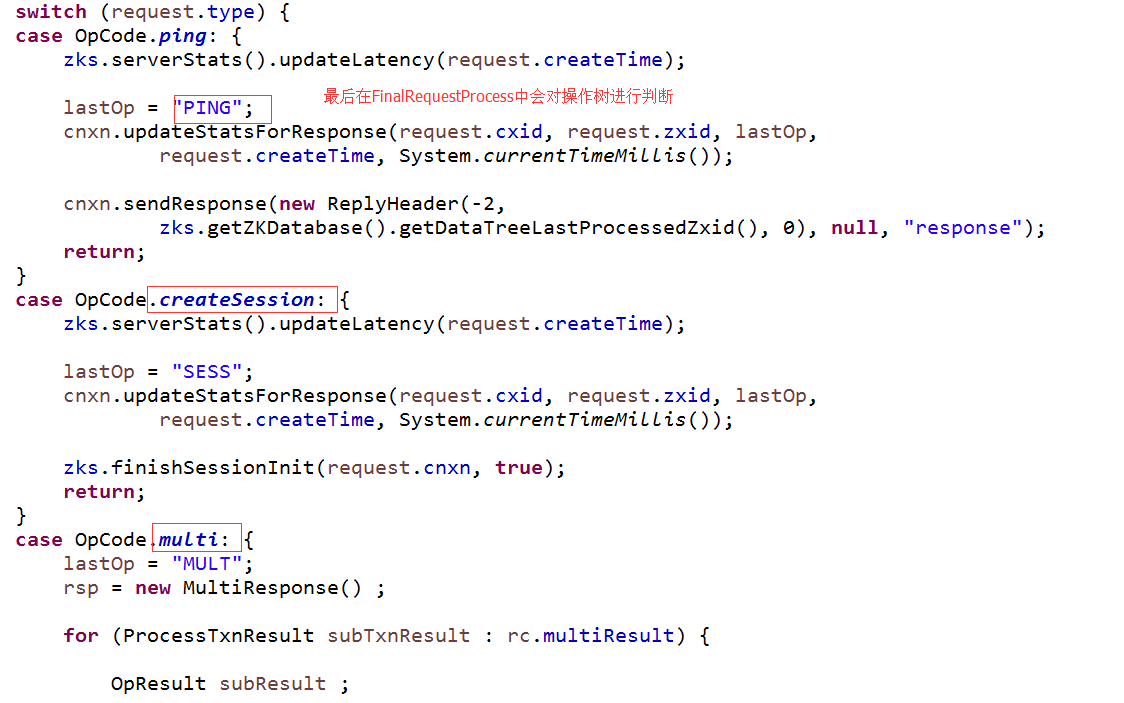 switch (request.type) {
case OpCode.ping: {
zks.serverStats().updateLatency(request.createTime);
最后在FinalRequestProcess中会对操作树进行判断
lastOp = "PING";
cnxn.updateStatsForResponse(request.cxid, request.zxid, lastOp,
request.createTime, System.currentTimeMillis());
cnxn.sendResponse(new ReplyHeader(-2,
zks.getZKDatabase().getDataTreeLastProcessedZxid(), 0), null, "response");
return;
}
case OpCode.createSession: {
zks.serverStats().updateLatency(request.createTime);
lastOp = "SESS";
cnxn.updateStatsForResponse(request.cxid, request.zxid, lastOp,
request.createTime, System.currentTimeMillis());
zks.finishSessionInit(request.cnxn, true);
return;
}
case OpCode.multi: {
lastOp = "MULT";
rsp = new MultiResponse() ;
for (ProcessTxnResult subTxnResult : rc.multiResult) {
OpResult subResult ;